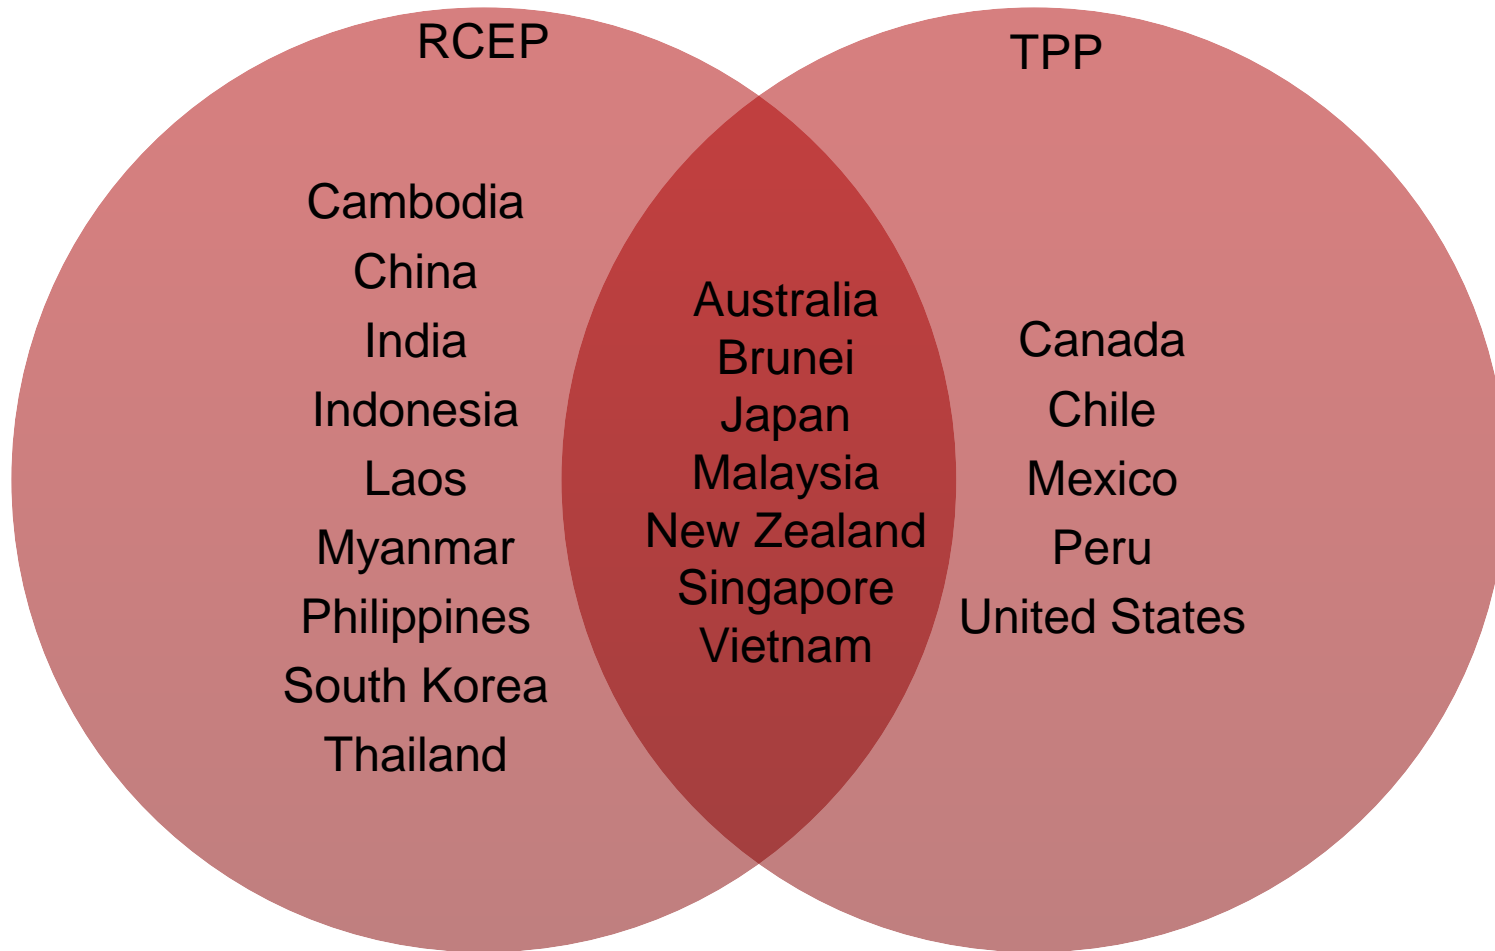 RCEP
TPP
Cambodia
China
India
Indonesia
Laos
Myanmar
Philippines
South Korea
Thailand
Australia
Brunei
Japan
Malaysia
New Zealand
Singapore
Vietnam
Canada
Chile
Mexico
Peru
United States